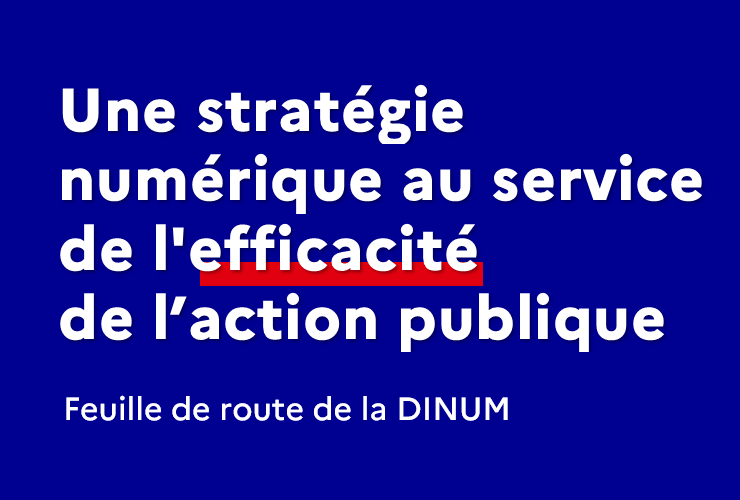 Une stratégie
numérique au service
de l'efficacité
de l’action publique
Feuille de route de la DINUM